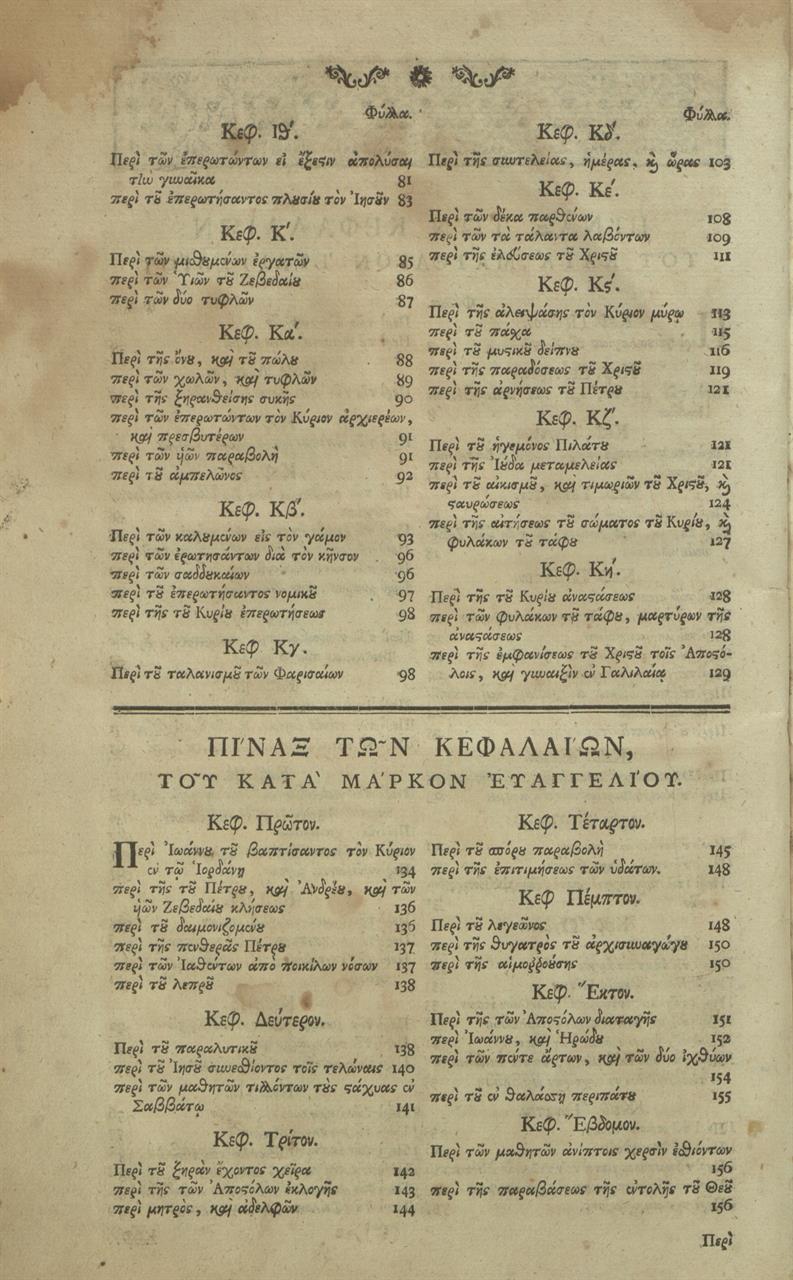 Φύλλα.
Κεφ. ΙΘ΄.
Περὶ τῶν ἐπερωτώντων εἰ ἔξεςιν ἀπολύσαι
τὴν γυναῖκα 81
περὶ τȣ͂ ἐπερωτήσαντος πλȣσίȣ τὸν Ἰησȣ͂ν 83
Κεφ. Κ΄.
Περὶ τῶν μισθȣμένων ἐργατῶν 85
περὶ τῶν Ὑιῶν τȣ͂ Ζεβεδαίȣ 86
περὶ τῶν δύο τυφλῶν 87
Κεφ. Κα΄.
Περὶ τῆς ὄνȣ, καὶ τȣ͂ πώλȣ 88
περὶ τῶν χωλῶν, καὶ τυφλῶν 89
περὶ τῆς ξηρανθείσης συκῆς 90
περὶ τῶν ἐπερωτώντων τὸν Κύριον ἀρχιερέων,
καὶ πρεσβυτέρων 91
περὶ τῶν ὑῶν παραβολὴ 91
περὶ τȣ͂ ἀμπελῶνος 92
Κεφ. Κβ΄.
Περὶ τῶν καλȣμένων εἰς τὸν γάμον 93
περὶ τῶν ἐρωτησάντων διὰ τὸν κῆνσον 96
περὶ τῶν σαδδȣκαίων 96
περὶ τȣ͂ ἐπερωτήσαντος νομικȣ͂ 97
περὶ τῆς τȣ͂ Κυρίȣ ἐπερωτήσεως 98
Κεφ Κγ.
Περὶ τȣ͂ ταλανισμȣ͂ τῶν Φαρισαίων 98
Φύλλα.
Κεφ. Κδ΄.
Περὶ τῆς συντελείας, ἡμέρας, ϗ ὥρας 103
Κεφ. Κε΄.
Περὶ τῶν δέκα παρθένων 108
περὶ τῶν τὰ τάλαντα λαβόντων 109
περὶ τῆς ἐλεύσεως τȣ͂ Χριςȣ͂ 111
Κεφ. Κς΄.
Περὶ τῆς ἀλειψάσης τὸν Κύριον μύρῳ 113
περὶ τȣ͂ πάχα 115
περὶ τȣ͂ μυςικȣ͂ δείπνȣ 116
περὶ τῆς παραδόσεως τȣ͂ Χριςȣ͂ 119
περὶ τῆς ἀρνήσεως τȣ͂ Πέτρȣ 121
Κεφ. Κζ΄.
Περὶ τȣ͂ ἡγεμόνος Πιλάτȣ 121
περὶ τῆς Ἰȣ́δα μεταμελείας 121
περὶ τȣ͂ αἰκισμȣ͂, καὶ τιμωριῶν τȣ͂ Χριςȣ͂, ϗ
ςαυρώσεως 124
περὶ τῆς αἰτήσεως τȣ͂ σώματος τȣ͂ Κυρίȣ, ϗ
φυλάκων τȣ͂ τάφȣ 127
Κεφ. Κή.
Περὶ τῆς τȣ͂ Κυρίȣ ἀναςάσεως 128
περὶ τῶν φυλάκων τȣ͂ τάφȣ, μαρτύρων τῆς
ἀναςάσεως 128
περὶ τῆς ἐμφανίσεως τȣ͂ Χριςȣ͂ τοῖς Ἀποςό-
λοις, καὶ γυναιξὶν ἐν Γαλιλαίᾳ 129
ΠΙ´ΝΑΞ ΤΩ͂Ν ΚΕΦΑΛΑΙ´ΩΝ,
ΤΟΥ͂ ΚΑΤΑ` ΜΑ´ΡΚΟΝ ἘΥΑΓΓΕΛΙ´ΟΥ.
Κεφ. Πρῶτον.
Περὶ Ἰωάννȣ τȣ͂ βαπτίσαντος τὸν Κύριον
ἐν τῷ Ἰορδάνῃ 134
περὶ τῆς τȣ͂ Πέτρȣ, καὶ Ἀνδρέȣ, καὶ τῶν
ὑῶν Ζεβεδαίȣ κλήσεως 136
περὶ τȣ͂ δαιμονιζομένȣ 136
περὶ τῆς πενθερᾶς Πέτρȣ 137
περὶ τῶν Ἰαθέντων ἀπὸ ποικίλων νόσων 137
περὶ τȣ͂ λεπρȣ͂ 138
Κεφ. Δεύτερον.
Περὶ τȣ͂ παραλυτικȣ͂ 138
περὶ τȣ͂ Ἰησȣ͂ συνεσθίοντος τοῖς τελώναις 140
περὶ τῶν μαθητῶν τιλλόντων τȣ̀ς ςάχυας ἐν
Σαββάτῳ 141
Κεφ. Τρίτον.
Περὶ τȣ͂ ξηρὰν ἔχοντος χεῖρα 142
περὶ τῆς τῶν Ἀποςόλων ἐκλογῆς 143
περὶ μητρὸς, καὶ ἀδελφῶν 144
Κεφ. Τέταρτον.
Περὶ τȣ͂ σπόρȣ παραβολὴ 145
περὶ τῆς ἐπιτιμήσεως τῶν ὑδάτων. 148
Κεφ Πέμπτον.
Περὶ τȣ͂ λεγεῶνος 148
περὶ τῆς θυγατρὸς τȣ͂ ἀρχισυναγώγȣ 150
περὶ τῆς αἱμοῤῥοȣ́σης 150
Κεφ. Ἕκτον.
Περὶ τῆς τῶν Ἀποςόλων διαταγῆς 151
περὶ Ἰωάννȣ, καὶ Ἡρώδȣ 152
περὶ τῶν πέντε ἄρτων, καὶ τῶν δύο ἰχθύων
154
περὶ τȣ͂ ἐν θαλάσσῃ περιπάτȣ 155
Κεφ. Ἕβδομον.
Περὶ τῶν μαθητῶν ἀνίπτοις χερσὶν ἐσθιόντων
156
περὶ τῆς παραβάσεως τῆς ἐντολῆς τȣ͂ Θεȣ͂
156
Περὶ